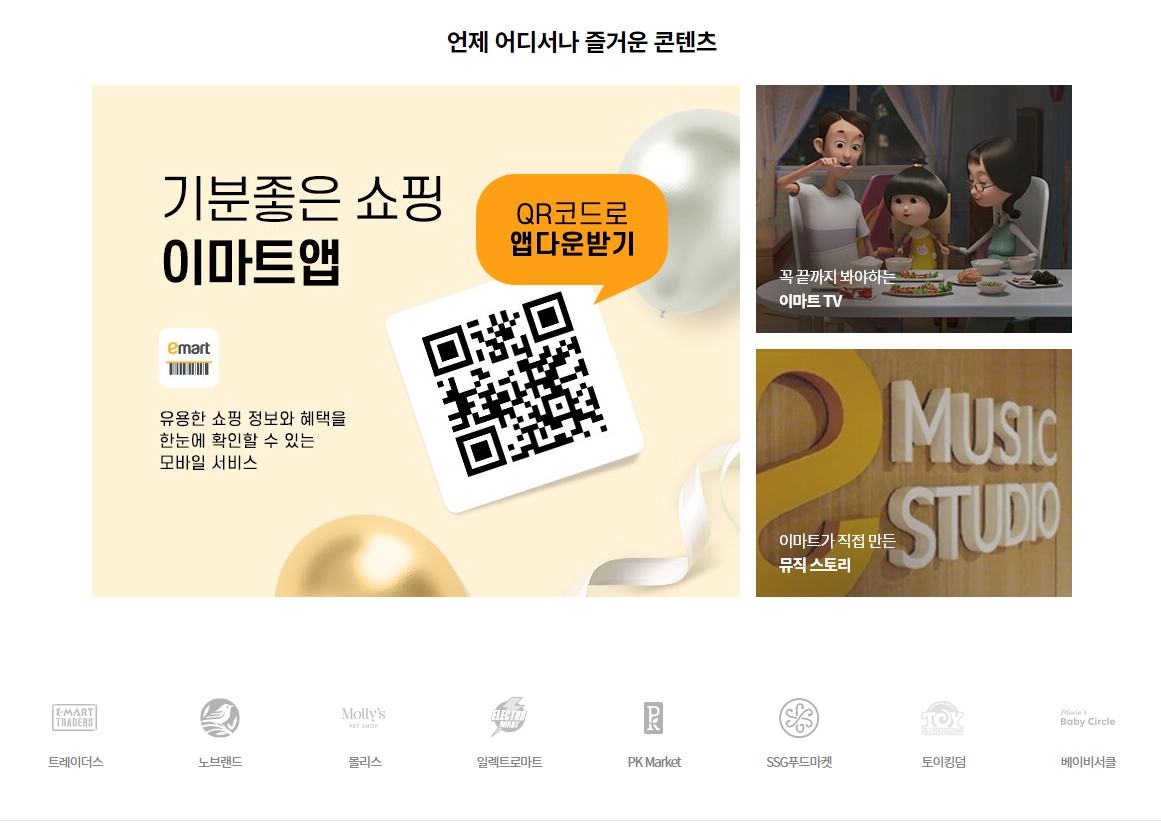 언제 어디서나 즐거운 콘텐츠
기분좋은 쇼핑
이마트앱
QR코드로
앱다운받기
emart
유용한 쇼핑 정보와 혜택을
한눈에 확인할 수 있는
모바일 서비스
꼭 끝까지 봐야하는
이마트 TV
MUSIC
STUDIO
이마트가 직접 만든
뮤직 스토리
E·MART
TRADERS
트레이더스
노브랜드
Molly's
PET SHOP
몰리스
ELECTRO
MART
일렉트로마트
PK
PK Market
SSG푸드마켓
TOY
KINGDOM
토이킹덤
Marie's
Baby Circle
베이비서클